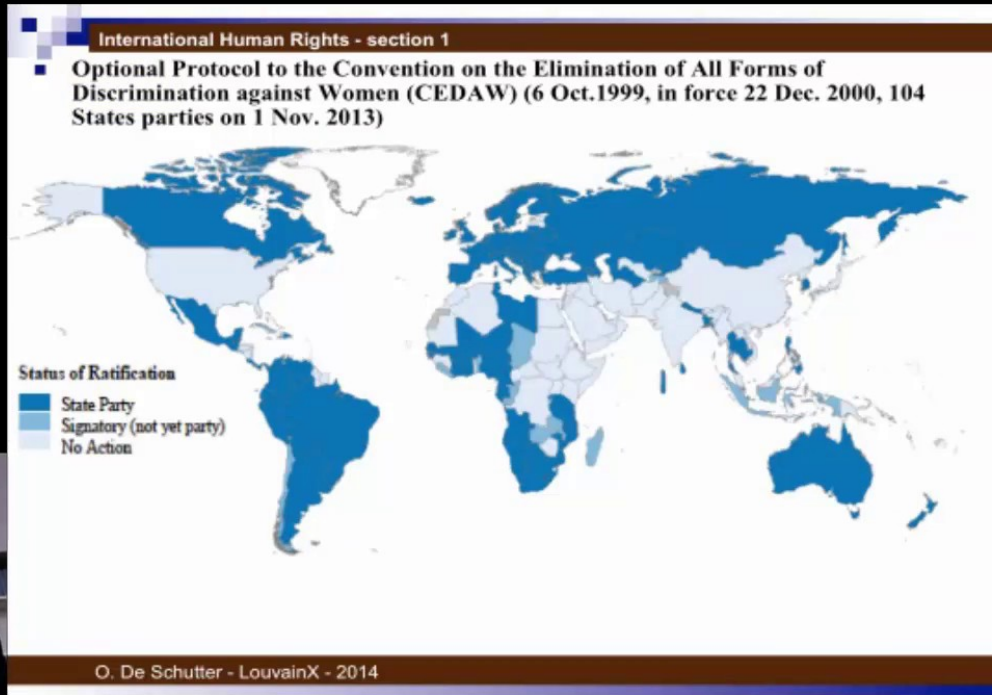 International Human Rights - section 1
Optional Protocol to the Convention on the Elimination of All Forms of
Discrimination against Women (CEDAW) (6 Oct.1999, in force 22 Dec. 2000, 104
States parties on 1 Nov. 2013)
Status of Ratification
State Party
Signatory (not yet party)
No Action
O. De Schutter - LouvainX - 2014